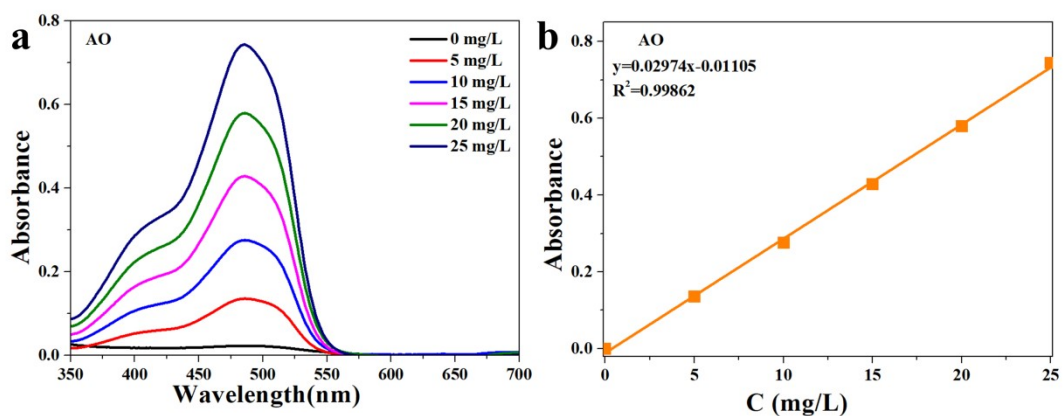 a
AO
0 mg/L
5 mg/L
10 mg/L
15 mg/L
20 mg/L
25 mg/L
0.8
0.6
0.4
0.2
0.0
Absorbance
350 400 450 500 550 600 650 700
Wavelength(nm)
b
AO
y=0.02974x-0.01105
R²=0.99862
0.8
0.6
0.4
0.2
0.0
Absorbance
0 5 10 15 20 25
C (mg/L)